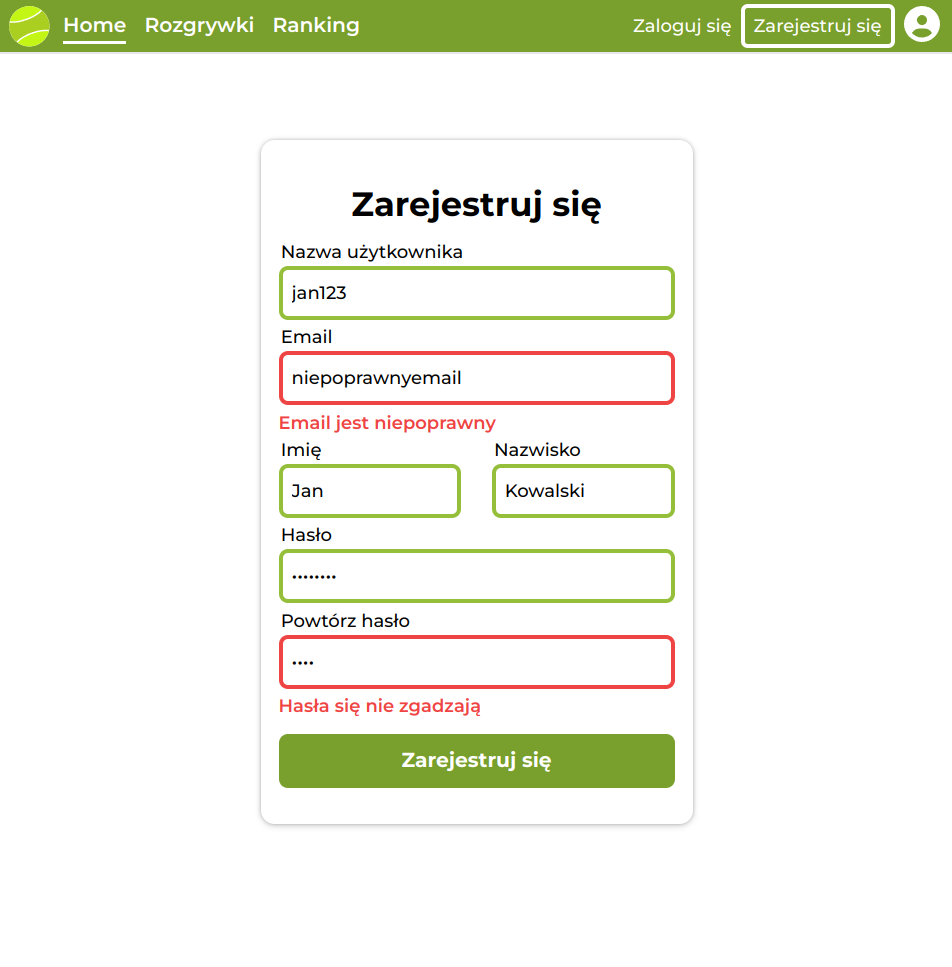 Home Rozgrywki Ranking Zaloguj się Zarejestruj się
Zarejestruj się
Nazwa użytkownika
jan123
Email
niepoprawnyemail
Email jest niepoprawny
Imię Nazwisko
Jan Kowalski
Hasło
••••••••
Powtórz hasło
••••
Hasła się nie zgadzają
Zarejestruj się